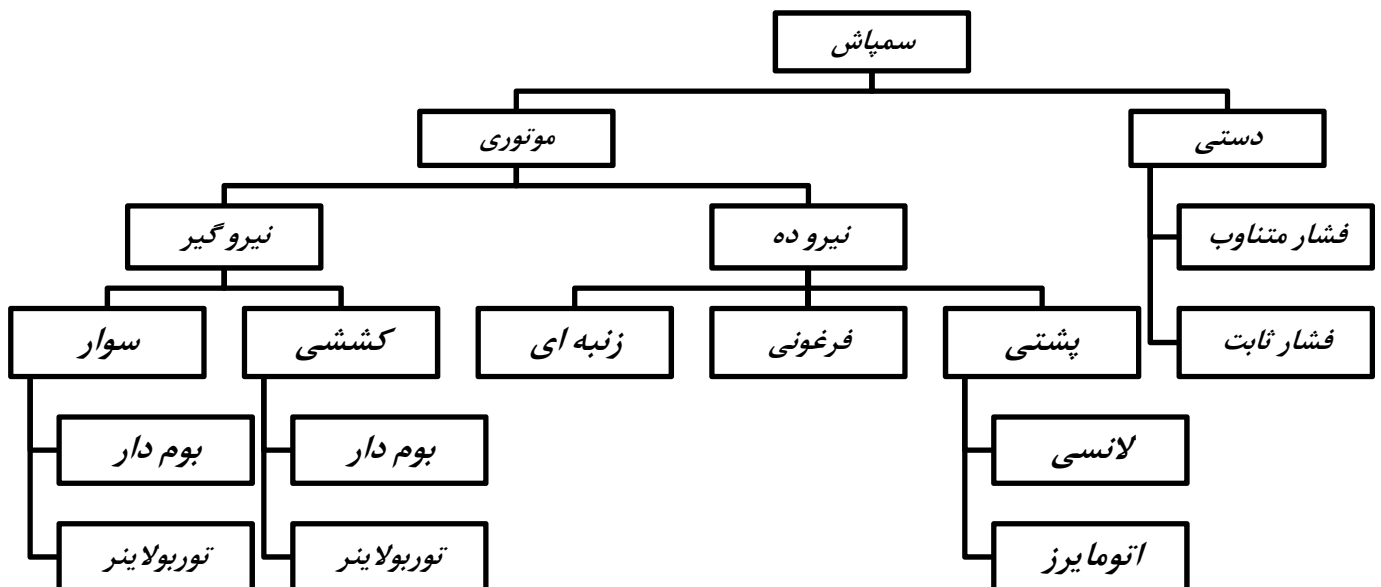 سمپاش
دستی
موتوری
نیرو ده
نیرو گیر
فشار متناوب
فشار ثابت
پشتی
فرغونی
زنبه ای
کششی
سوار
لانسی
بوم دار
بوم دار
اتومایرز
توربولاینر
توربولاینر